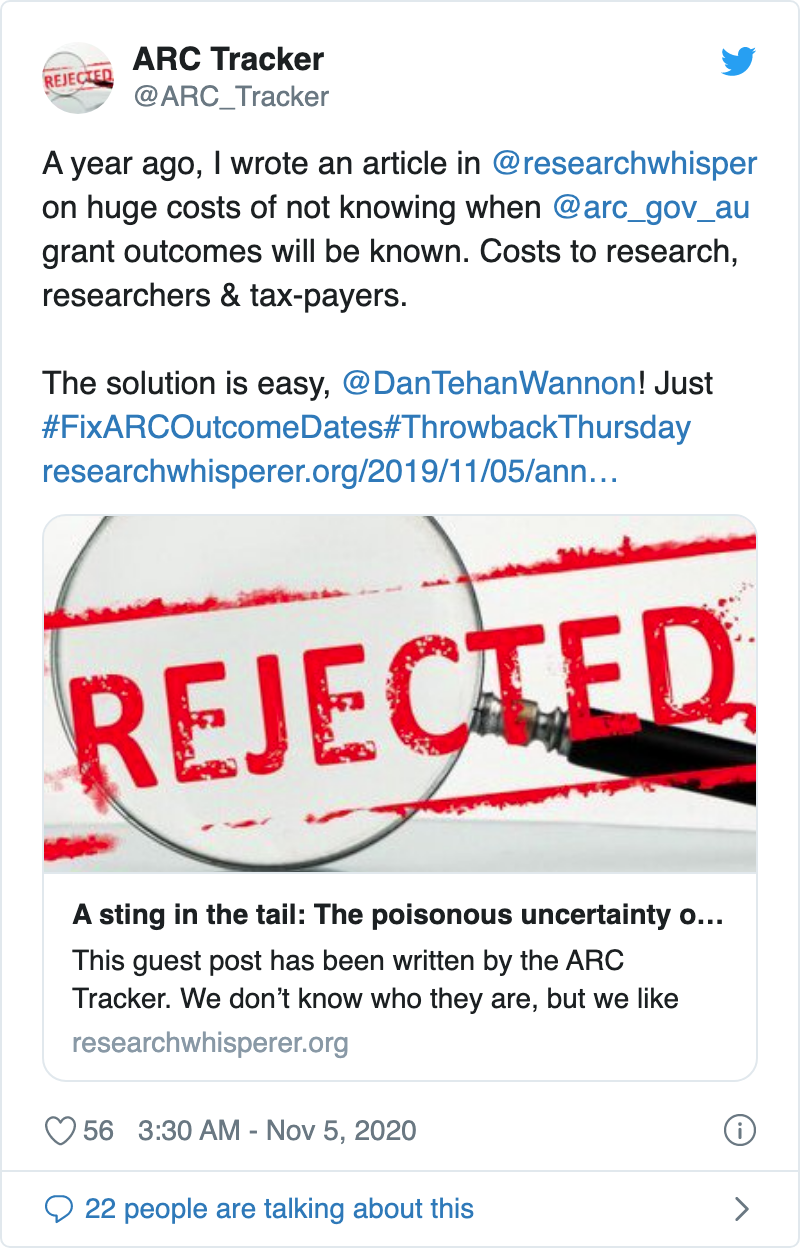 REJECTED
ARC Tracker
@ARC_Tracker
A year ago, I wrote an article in @researchwhisper
on huge costs of not knowing when @arc_gov_au
grant outcomes will be known. Costs to research,
researchers & tax-payers.
The solution is easy, @DanTehanWannon! Just
#FixARCOutcomeDates#ThrowbackThursday
researchwhisperer.org/2019/11/05/ann…
REJECTED
A sting in the tail: The poisonous uncertainty o...
This guest post has been written by the ARC
Tracker. We don’t know who they are, but we like
researchwhisperer.org
56 3:30 AM - Nov 5, 2020
22 people are talking about this